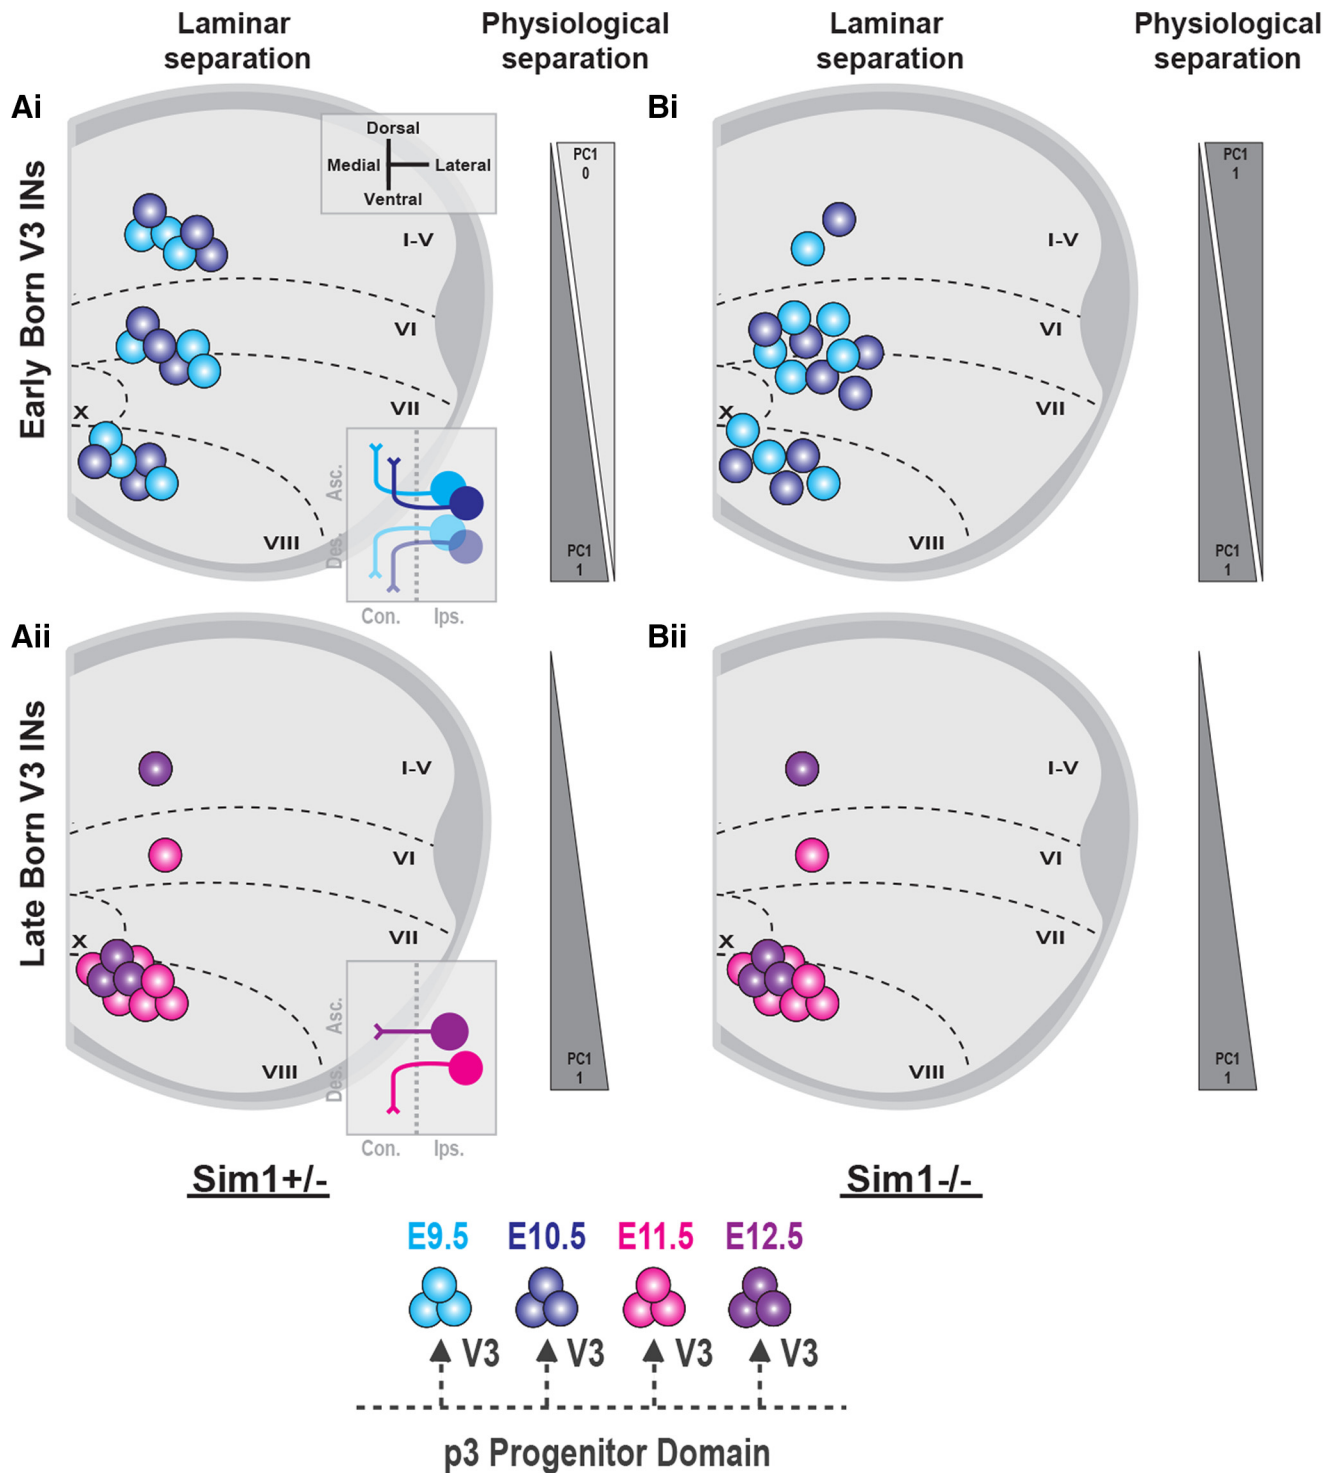 Laminar
separation
Physiological
separation
Laminar
separation
Physiological
separation
Ai
Early Born V3 INs
Dorsal
Medial
Lateral
Ventral
I-V
VI
VII
X
VIII
Asc.
Des.
Con.
Ips.
PC1
0
PC1
1
Bi
I-V
VI
VII
X
VIII
PC1
1
PC1
1
Aii
Late Born V3 INs
I-V
VI
VII
X
VIII
Asc.
Des.
Con.
Ips.
PC1
1
Bii
I-V
VI
VII
X
VIII
PC1
1
Sim1+/-
Sim1-/-
E9.5 E10.5 E11.5 E12.5
V3 V3 V3 V3
p3 Progenitor Domain